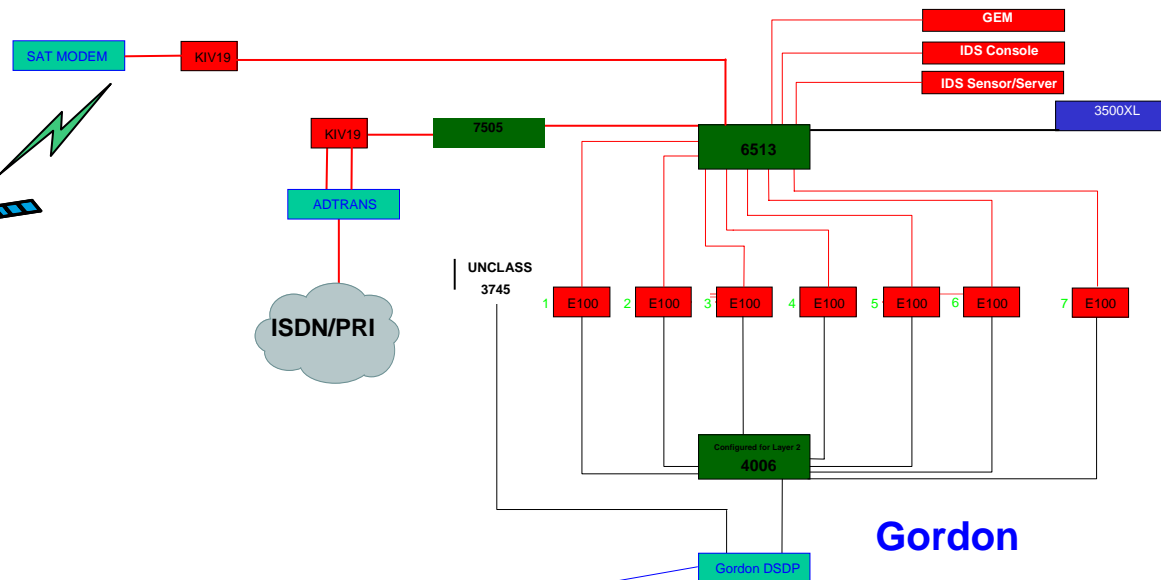 GEM
SAT MODEM
KIV19
IDS Console
IDS Sensor/Server
3500XL
KIV19
7505
6513
ADTRANS
UNCLASS
3745
ISDN/PRI
1 E100
2 E100
3 E100
4 E100
5 E100
6 E100
7 E100
Configured for Layer 2
4006
Gordon
Gordon DSDP